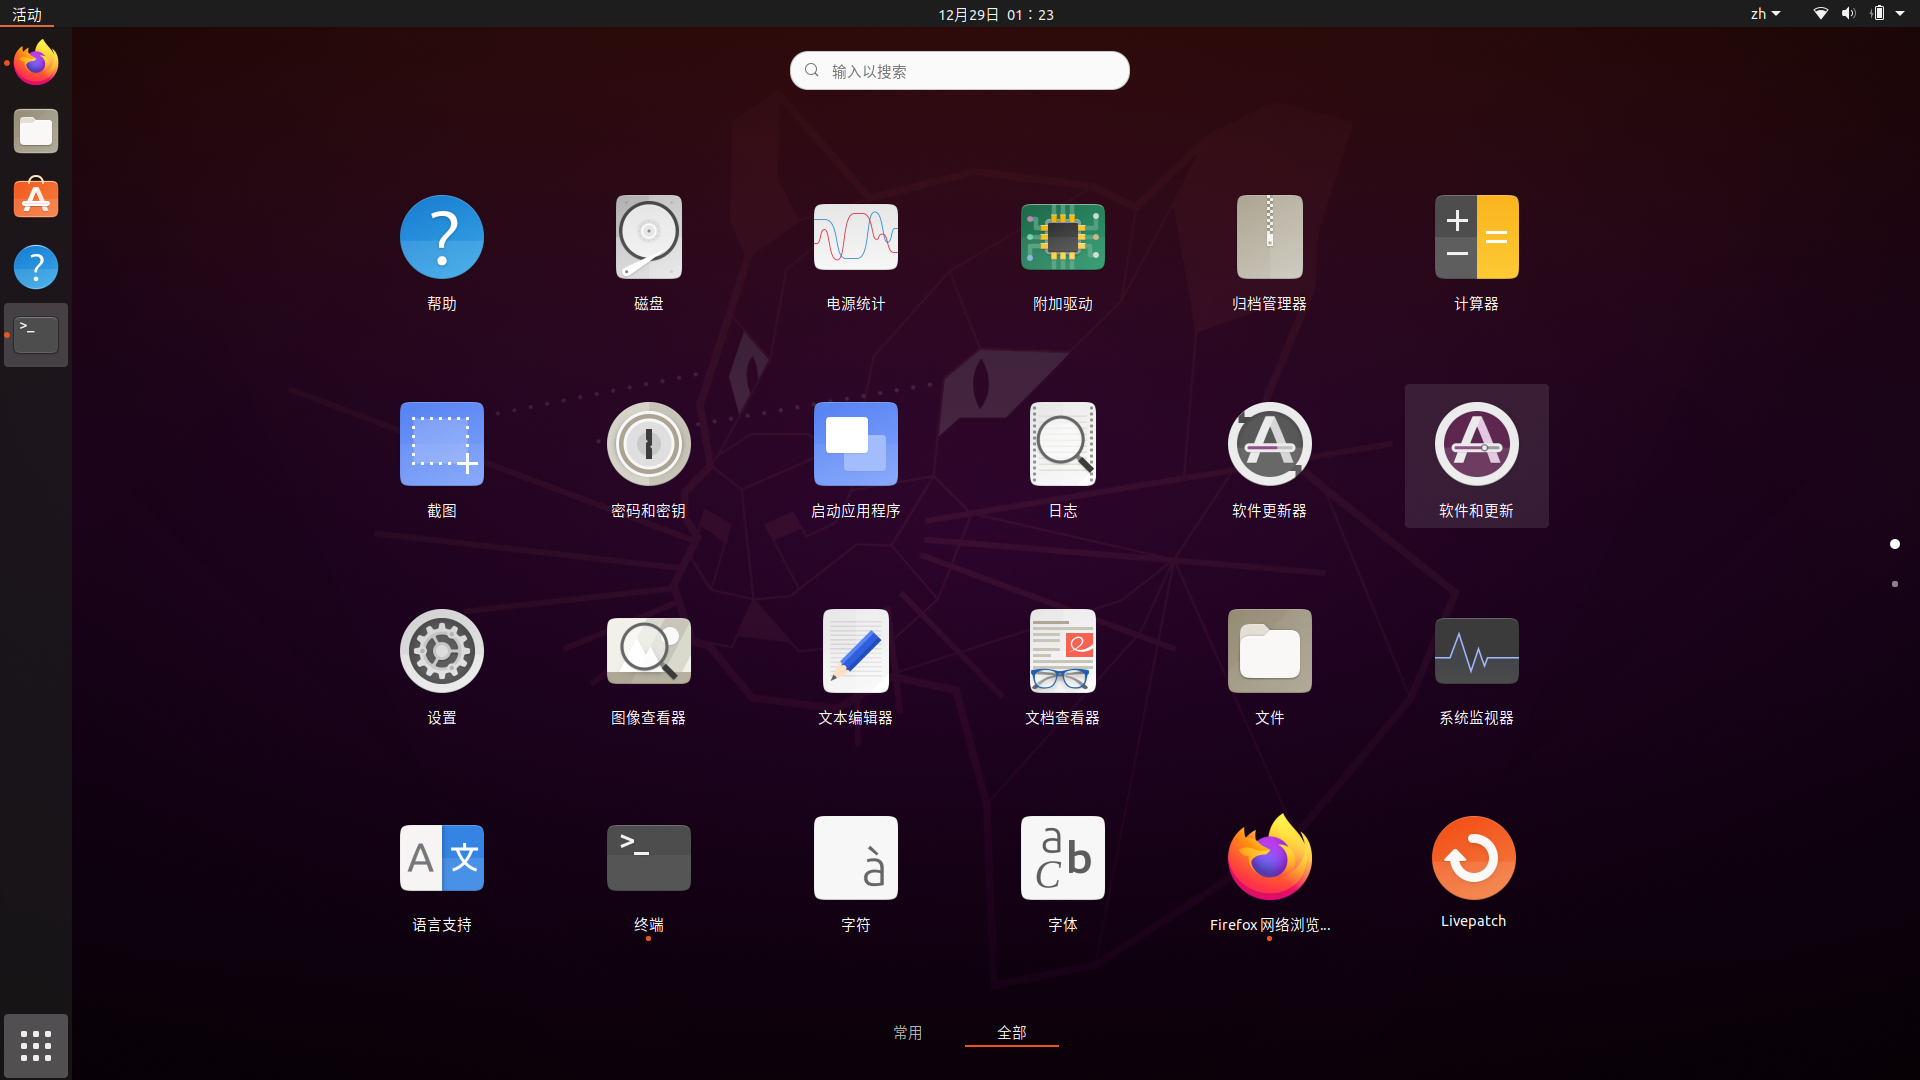 活动
12月29日 01：23
zh
输入以搜索
帮助
磁盘
电源统计
附加驱动
归档管理器
计算器
截图
密码和密钥
启动应用程序
日志
软件更新器
软件和更新
设置
图像查看器
文本编辑器
文档查看器
文件
系统监视器
语言支持
终端
字符
字体
Firefox 网络浏览...
Livepatch
常用
全部